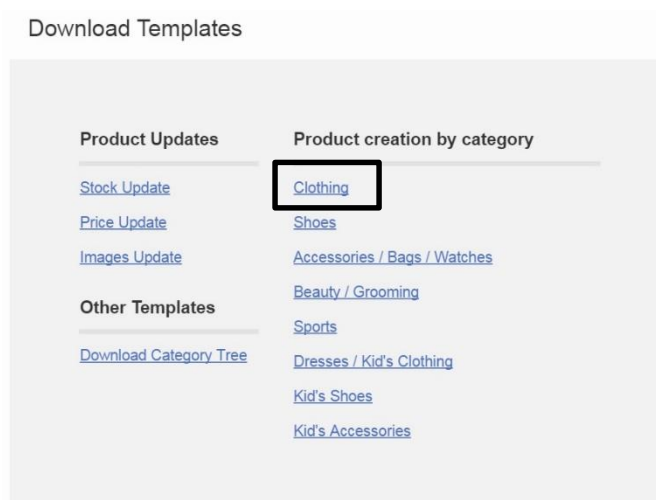 Download Templates
Product Updates
Stock Update
Price Update
Images Update
Other Templates
Download Category Tree
Product creation by category
Clothing
Shoes
Accessories / Bags / Watches
Beauty / Grooming
Sports
Dresses / Kid's Clothing
Kid's Shoes
Kid's Accessories